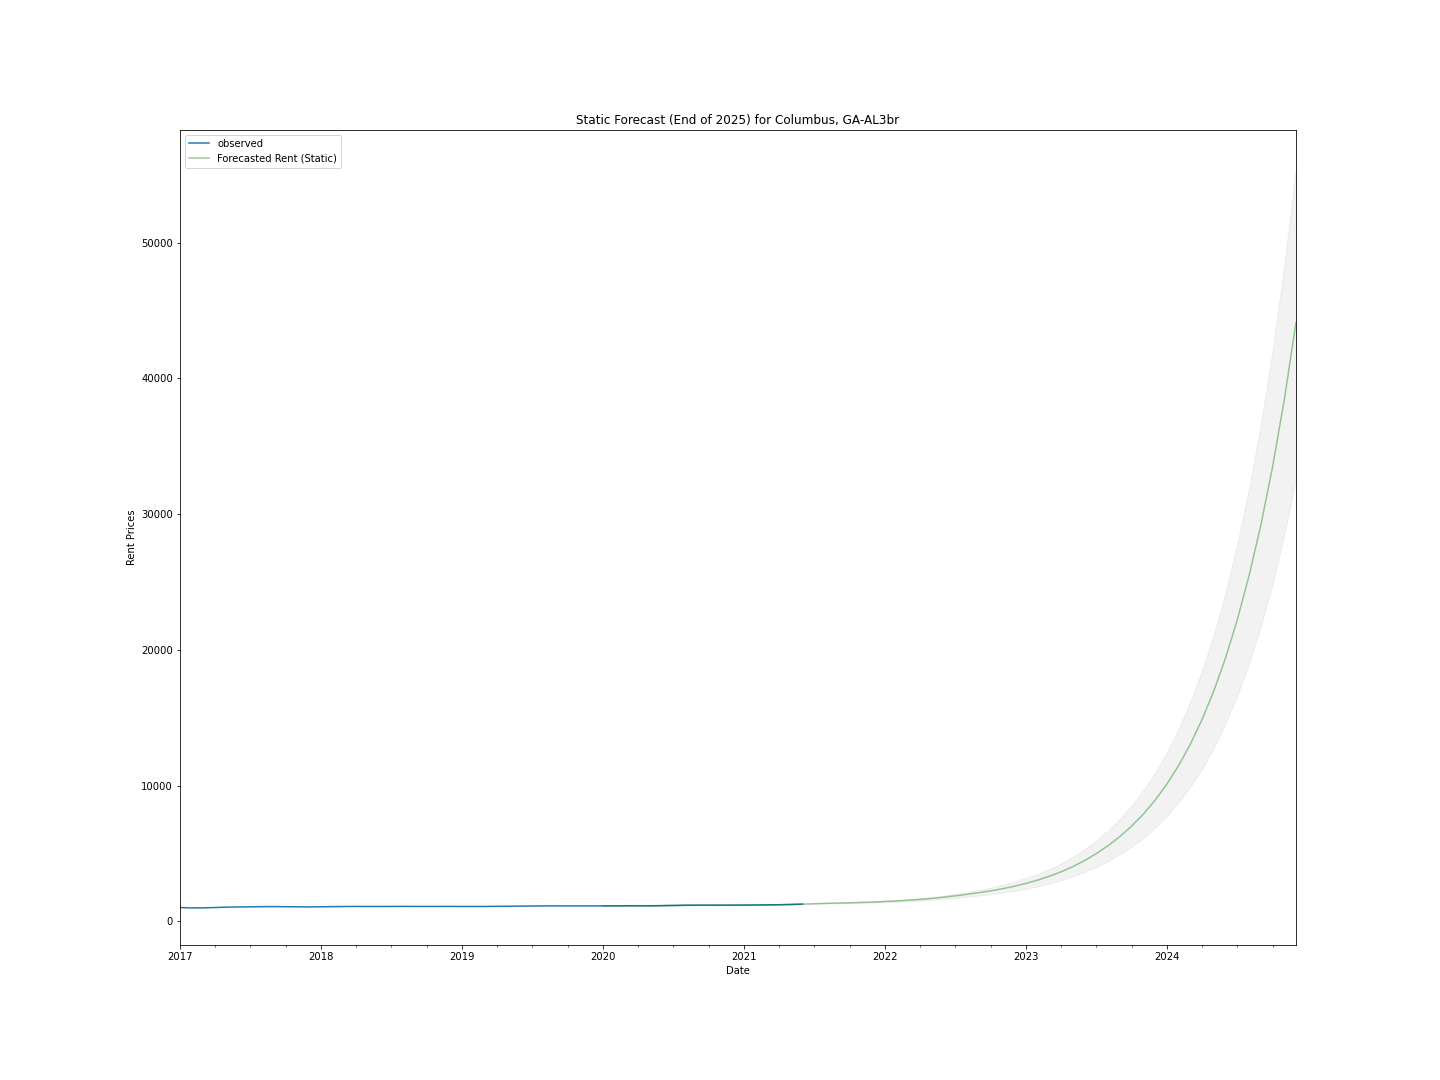 Static Forecast (End of 2025) for Columbus, GA-AL3br
observed
Forecasted Rent (Static)
50000
40000
30000
20000
10000
0
Rent Prices
2017 2018 2019 2020 2021 2022 2023 2024
Date